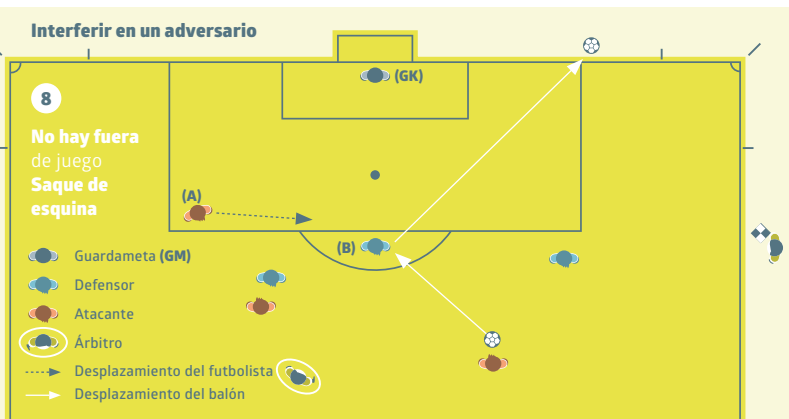 Interferir en un adversario
(GK)
8
No hay fuera
de juego
Saque de
esquina
(A)
(B)
Guardameta (GM)
Defensor
Atacante
Árbitro
Desplazamiento del futbolista
Desplazamiento del balón